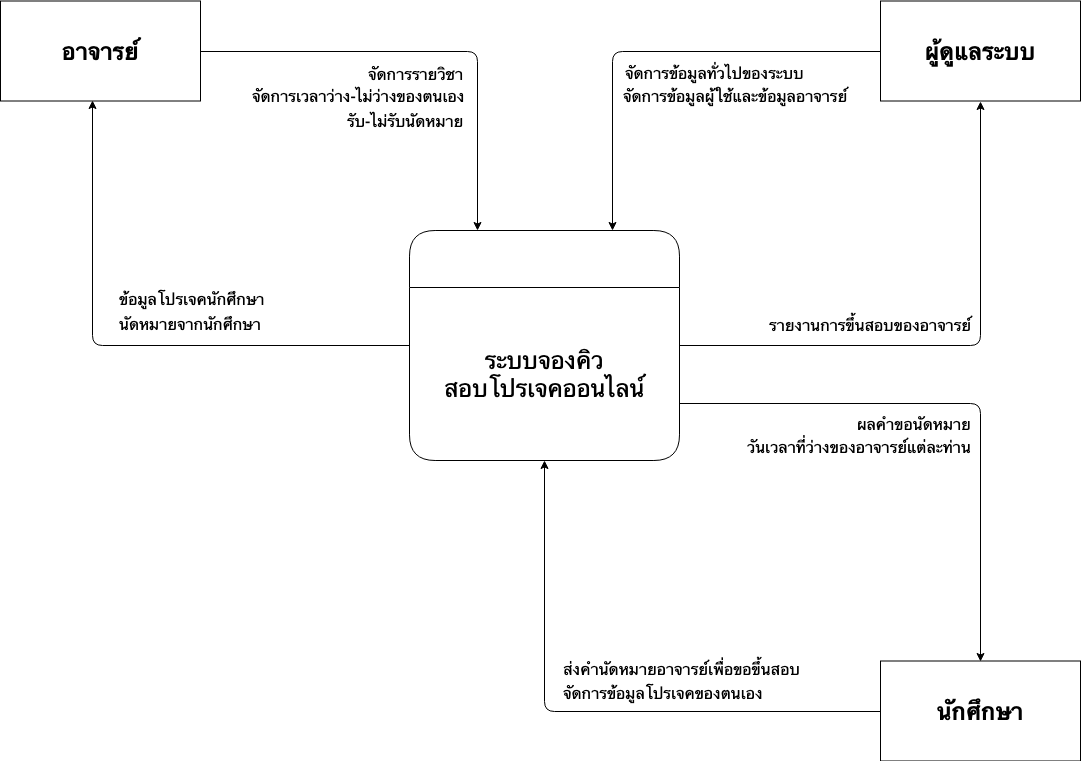 อาจารย์
ผู้ดูแลระบบ
จัดการรายวิชา
จัดการเวลาว่าง-ไม่ว่างของตนเอง
รับ-ไม่รับนัดหมาย
จัดการข้อมูลทั่วไปของระบบ
จัดการข้อมูลผู้ใช้และข้อมูลอาจารย์
ข้อมูลโปรเจคนักศึกษา
นัดหมายจากนักศึกษา
รายงานการขึ้นสอบของอาจารย์
ระบบจองคิว
สอบโปรเจคออนไลน์
ผลคำขอนัดหมาย
วันเวลาที่ว่างของอาจารย์แต่ละท่าน
ส่งคำนัดหมายอาจารย์เพื่อขอขึ้นสอบ
จัดการข้อมูลโปรเจคของตนเอง
นักศึกษา